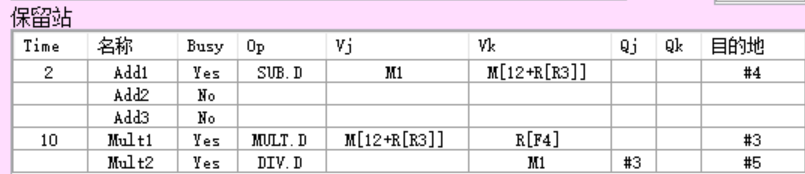 保留站
Time 名称 Busy Op Vj Vk Qj Qk 目的地
2 Add1 Yes SUB.D M1 M[12+R[R3]] #4
Add2 No
Add3 No
10 Mult1 Yes MULT.D M[12+R[R3]] R[F4] #3
Mult2 Yes DIV.D M1 #3 #5